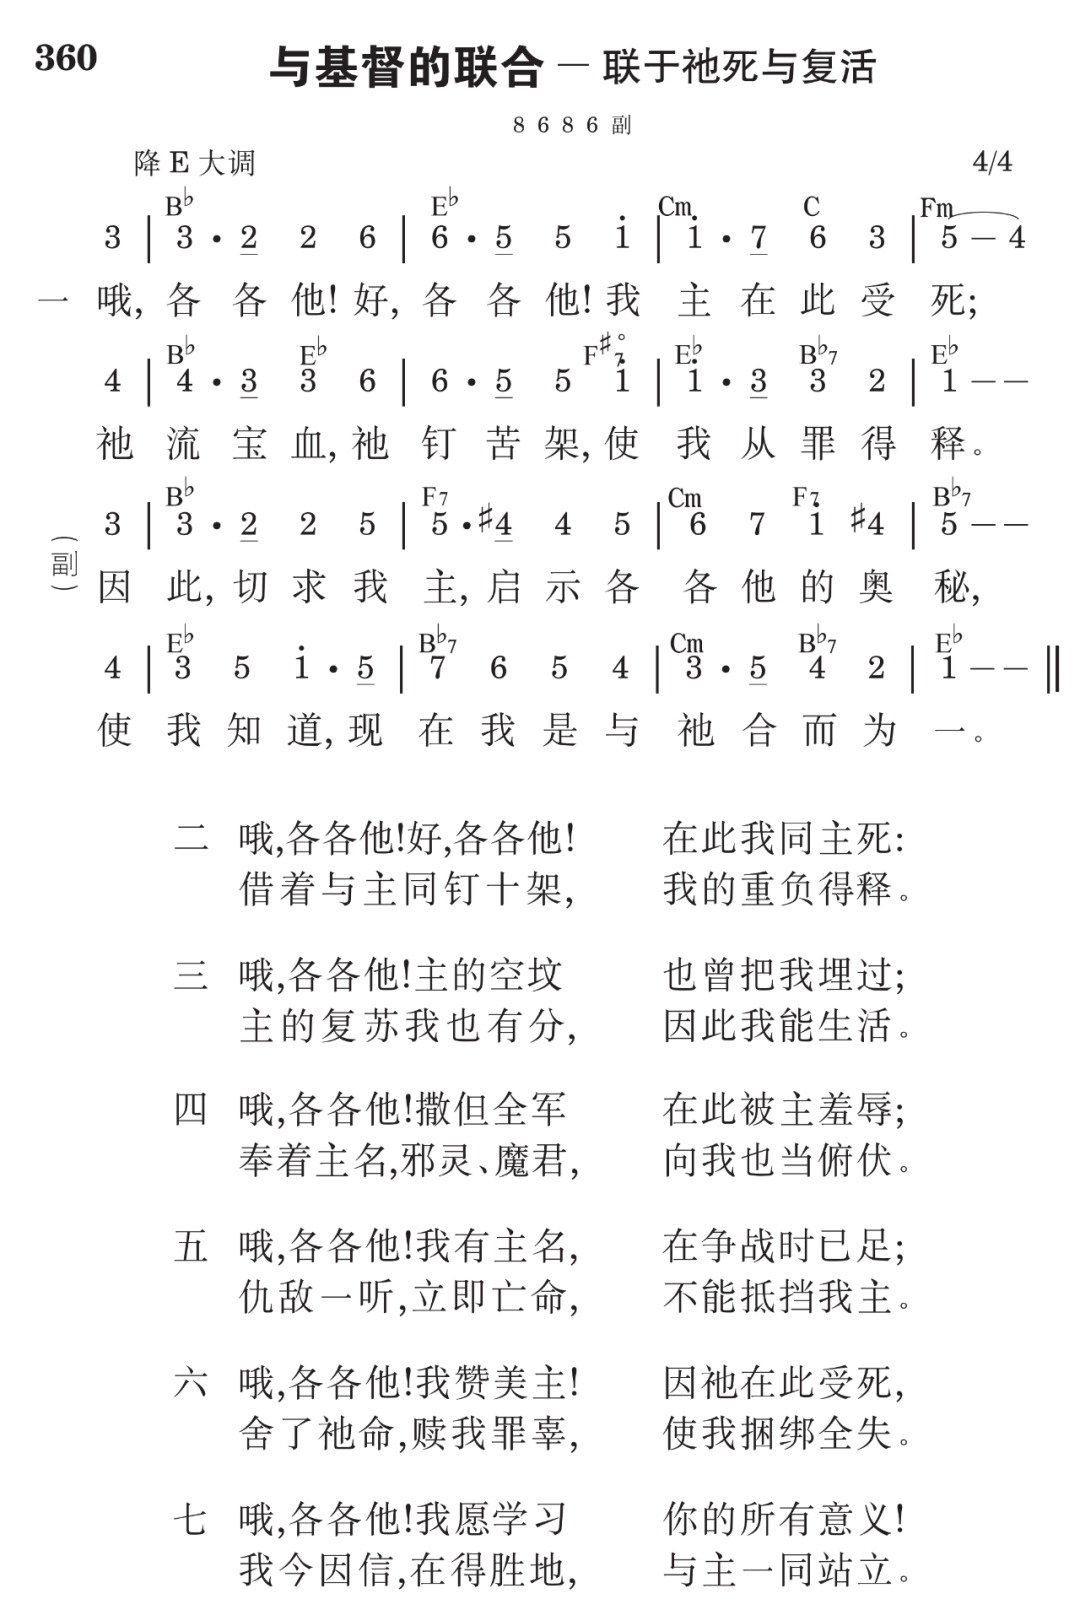 360
与基督的联合 — 联于祂死与复活
8 6 8 6 副
降 E 大调 4/4
B♭ E♭ Cm C Fm
3 | 3 · 2 2 6 | 6 · 5 5 i | i · 7 6 3 | 5 — 4
一 哦, 各 各 他! 好, 各 各 他! 我 主 在 此 受 死;
B♭ E♭ F♯°7 E♭ B♭7 E♭
4 | 4 · 3 3 6 | 6 · 5 5 i | i · 3 3 2 | 1 — —
祂 流 宝 血, 祂 钉 苦 架, 使 我 从 罪 得 释。
B♭ F7 Cm F7 B♭7
3 | 3 · 2 2 5 | 5 · ♯4 4 5 | 6 7 i ♯4 | 5 — —
(副) 因 此, 切 求 我 主, 启 示 各 各 他 的 奥 秘,
E♭ B♭7 Cm B♭7 E♭
4 | 3 5 i · 5 | 7 6 5 4 | 3 · 5 4 2 | 1 — — ‖
使 我 知 道, 现 在 我 是 与 祂 合 而 为 一。
二 哦,各各他!好,各各他! 在此我同主死:
借着与主同钉十架, 我的重负得释。
三 哦,各各他!主的空坟 也曾把我埋过;
主的复苏我也有分, 因此我能生活。
四 哦,各各他!撒但全军 在此被主羞辱;
奉着主名,邪灵、魔君, 向我也当俯伏。
五 哦,各各他!我有主名, 在争战时已足;
仇敌一听,立即亡命, 不能抵挡我主。
六 哦,各各他!我赞美主! 因祂在此受死,
舍了祂命,赎我罪辜, 使我捆绑全失。
七 哦,各各他!我愿学习 你的所有意义!
我今因信,在得胜地, 与主一同站立。